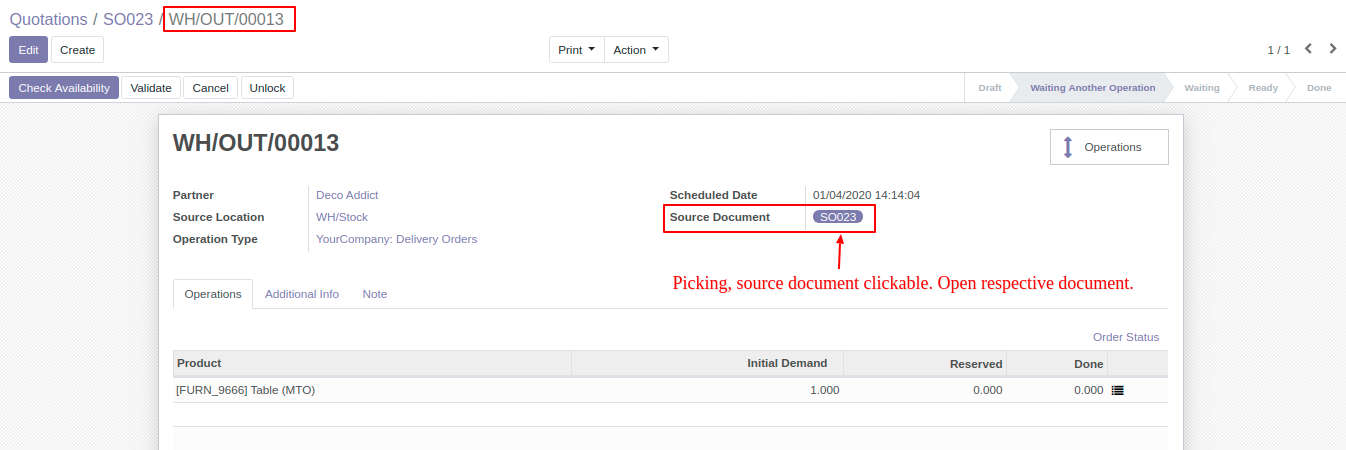 Quotations / SO023 / WH/OUT/00013
Edit Create Print Action 1 / 1
Check Availability Validate Cancel Unlock Draft Waiting Another Operation Waiting Ready Done
WH/OUT/00013
Operations
Partner Deco Addict Scheduled Date 01/04/2020 14:14:04
Source Location WH/Stock Source Document SO023
Operation Type YourCompany: Delivery Orders
Picking, source document clickable. Open respective document.
Operations Additional Info Note
Order Status
Product Initial Demand Reserved Done
[FURN_9666] Table (MTO) 1.000 0.000 0.000